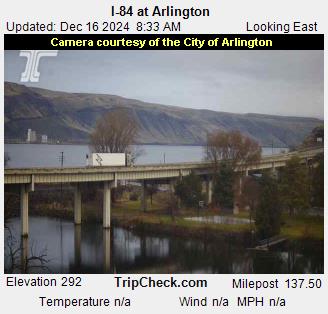 I-84 at Arlington
Updated: Dec 16 2024 8:33 AM Looking East
Camera courtesy of the City of Arlington
Elevation 292 TripCheck.com Milepost 137.50
Temperature n/a Wind n/a MPH n/a